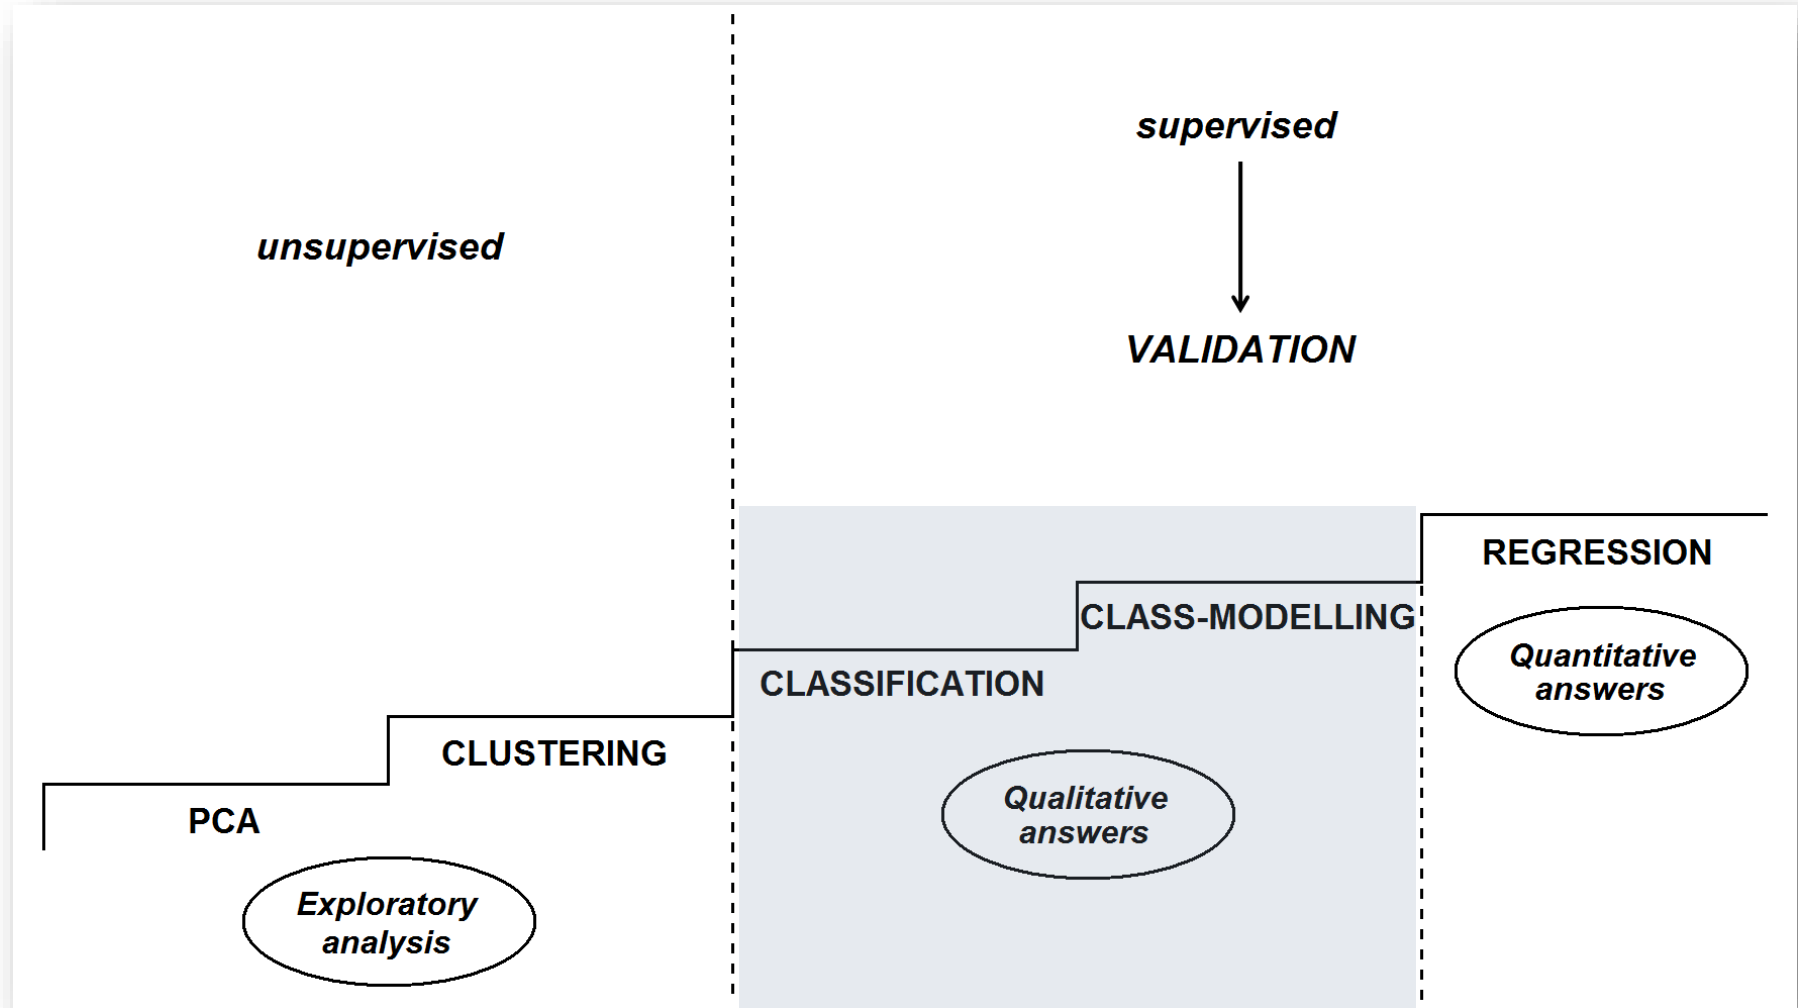 supervised
unsupervised
VALIDATION
REGRESSION
CLASS-MODELLING
Quantitative
answers
CLASSIFICATION
CLUSTERING
Qualitative
answers
PCA
Exploratory
analysis